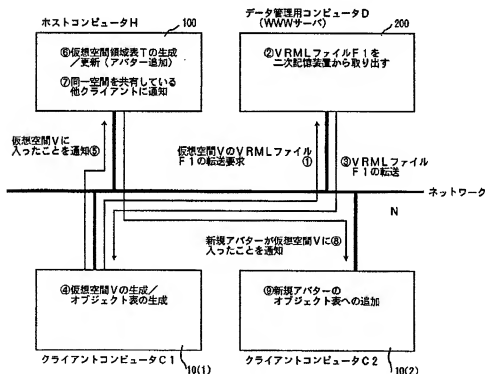 ホストコンピュータH
100
⑥仮想空間領域表Tの生成
/更新(アバター追加)
⑦同一空間を共有している
他クライアントに通知
データ管理用コンピュータD
(WWWサーバ)
200
②VRMLファイルF1を
二次記憶装置から取り出す
仮想空間Vに
入ったことを通知⑤
仮想空間VのVRMLファイル
F1の転送要求
①
③VRMLファイル
F1の転送
ネットワーク
N
新規アバターが仮想空間Vに⑧
入ったことを通知
④仮想空間Vの生成/
オブジェクト表の生成
クライアントコンピュータC1
10(1)
⑨新規アバターの
オブジェクト表への追加
クライアントコンピュータC2
10(2)